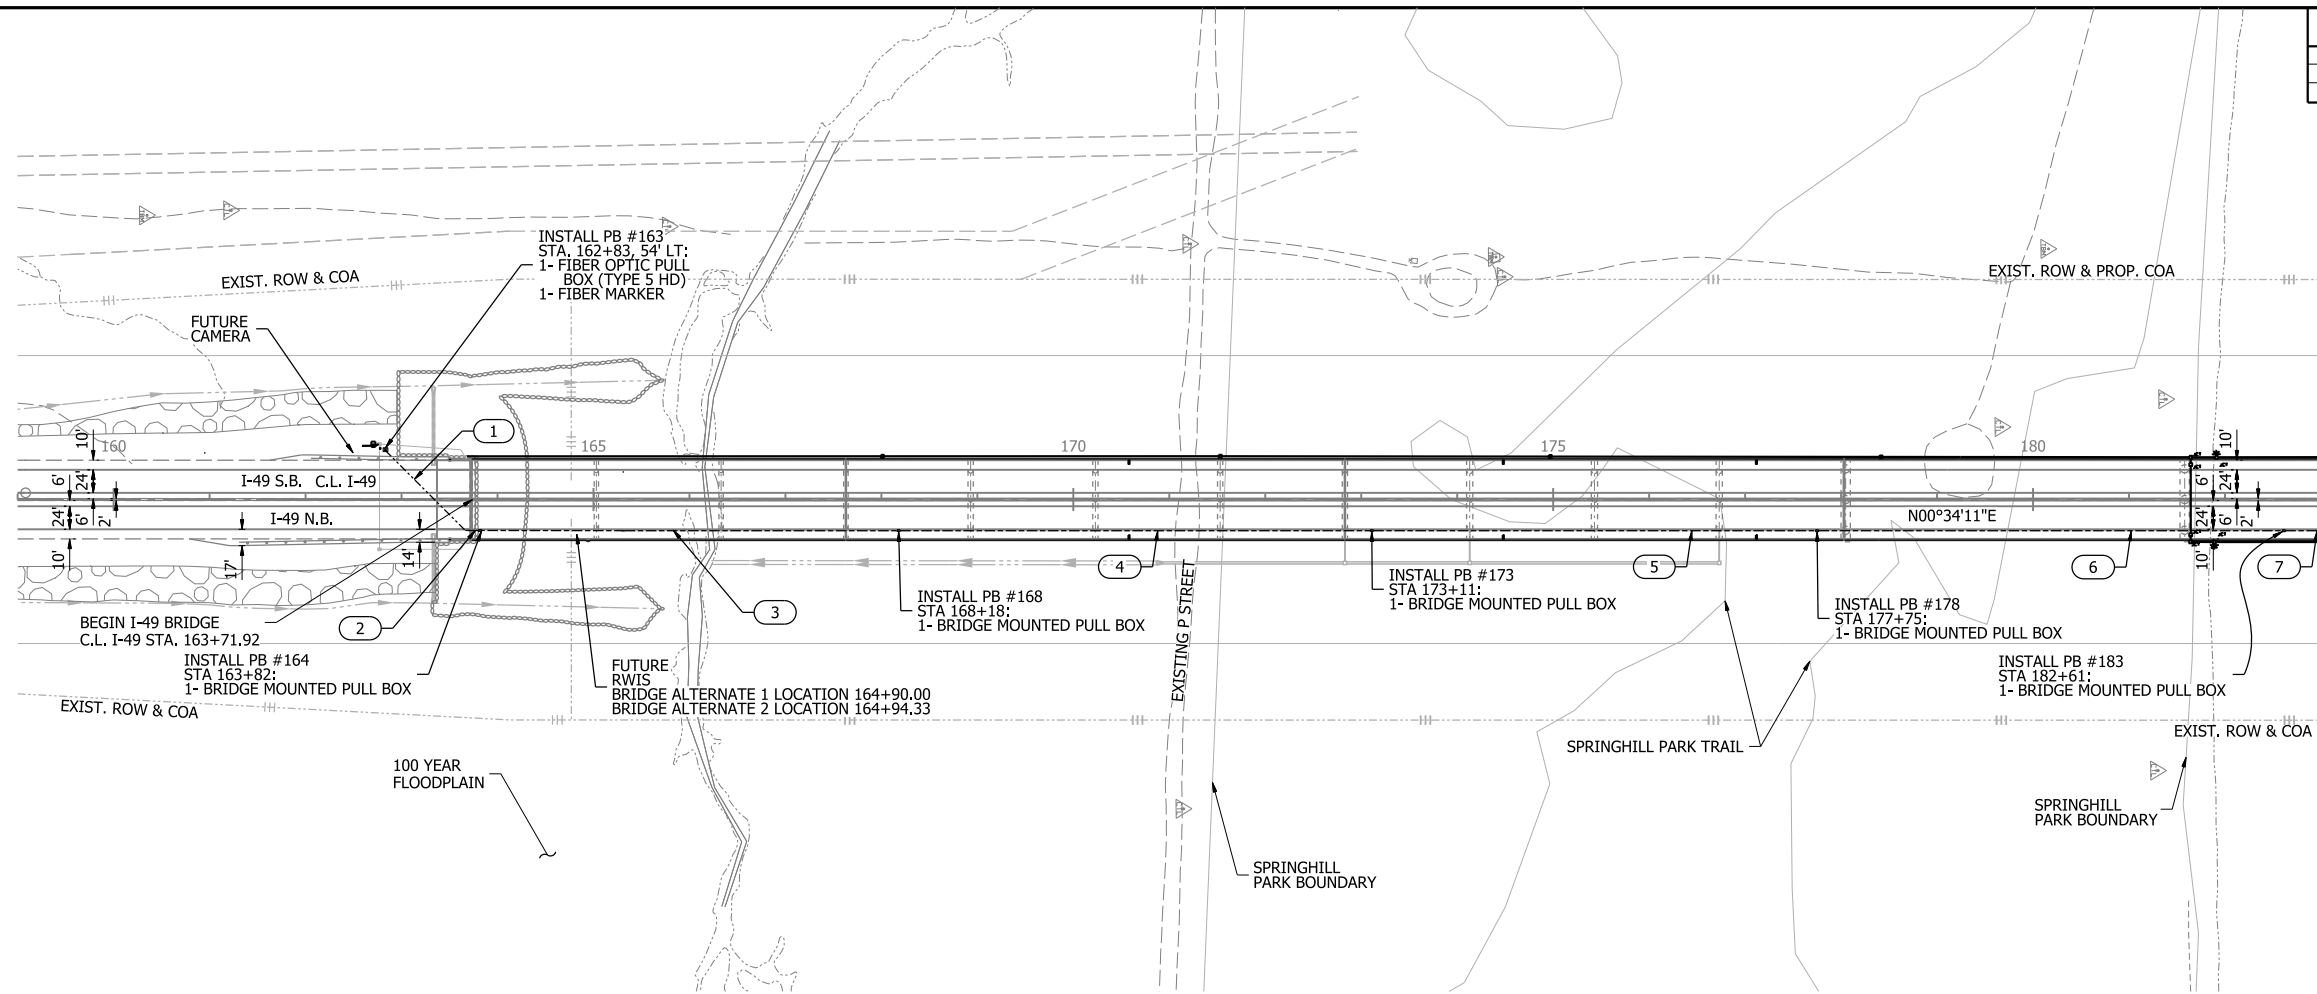 INSTALL PB #163
STA. 162+83, 54' LT:
1- FIBER OPTIC PULL
BOX (TYPE 5 HD)
1- FIBER MARKER
EXIST. ROW & COA
EXIST. ROW & PROP. COA
FUTURE
CAMERA
1
160
165
170
175
180
10'
24'
6'
I-49 S.B.
C.L. I-49
24'
6'
2'
I-49 N.B.
10'
17'
14'
N00°34'11"E
10'
24'
6'
24'
6'
2'
10'
BEGIN I-49 BRIDGE
C.L. I-49 STA. 163+71.92
2
3
4
5
6
7
INSTALL PB #164
STA 163+82:
1- BRIDGE MOUNTED PULL BOX
INSTALL PB #168
STA 168+18:
1- BRIDGE MOUNTED PULL BOX
INSTALL PB #173
STA 173+11:
1- BRIDGE MOUNTED PULL BOX
INSTALL PB #178
STA 177+75:
1- BRIDGE MOUNTED PULL BOX
INSTALL PB #183
STA 182+61:
1- BRIDGE MOUNTED PULL BOX
FUTURE
RWIS
BRIDGE ALTERNATE 1 LOCATION 164+90.00
BRIDGE ALTERNATE 2 LOCATION 164+94.33
EXISTING P STREET
EXIST. ROW & COA
EXIST. ROW & COA
SPRINGHILL PARK TRAIL
100 YEAR
FLOODPLAIN
SPRINGHILL
PARK BOUNDARY
SPRINGHILL
PARK BOUNDARY